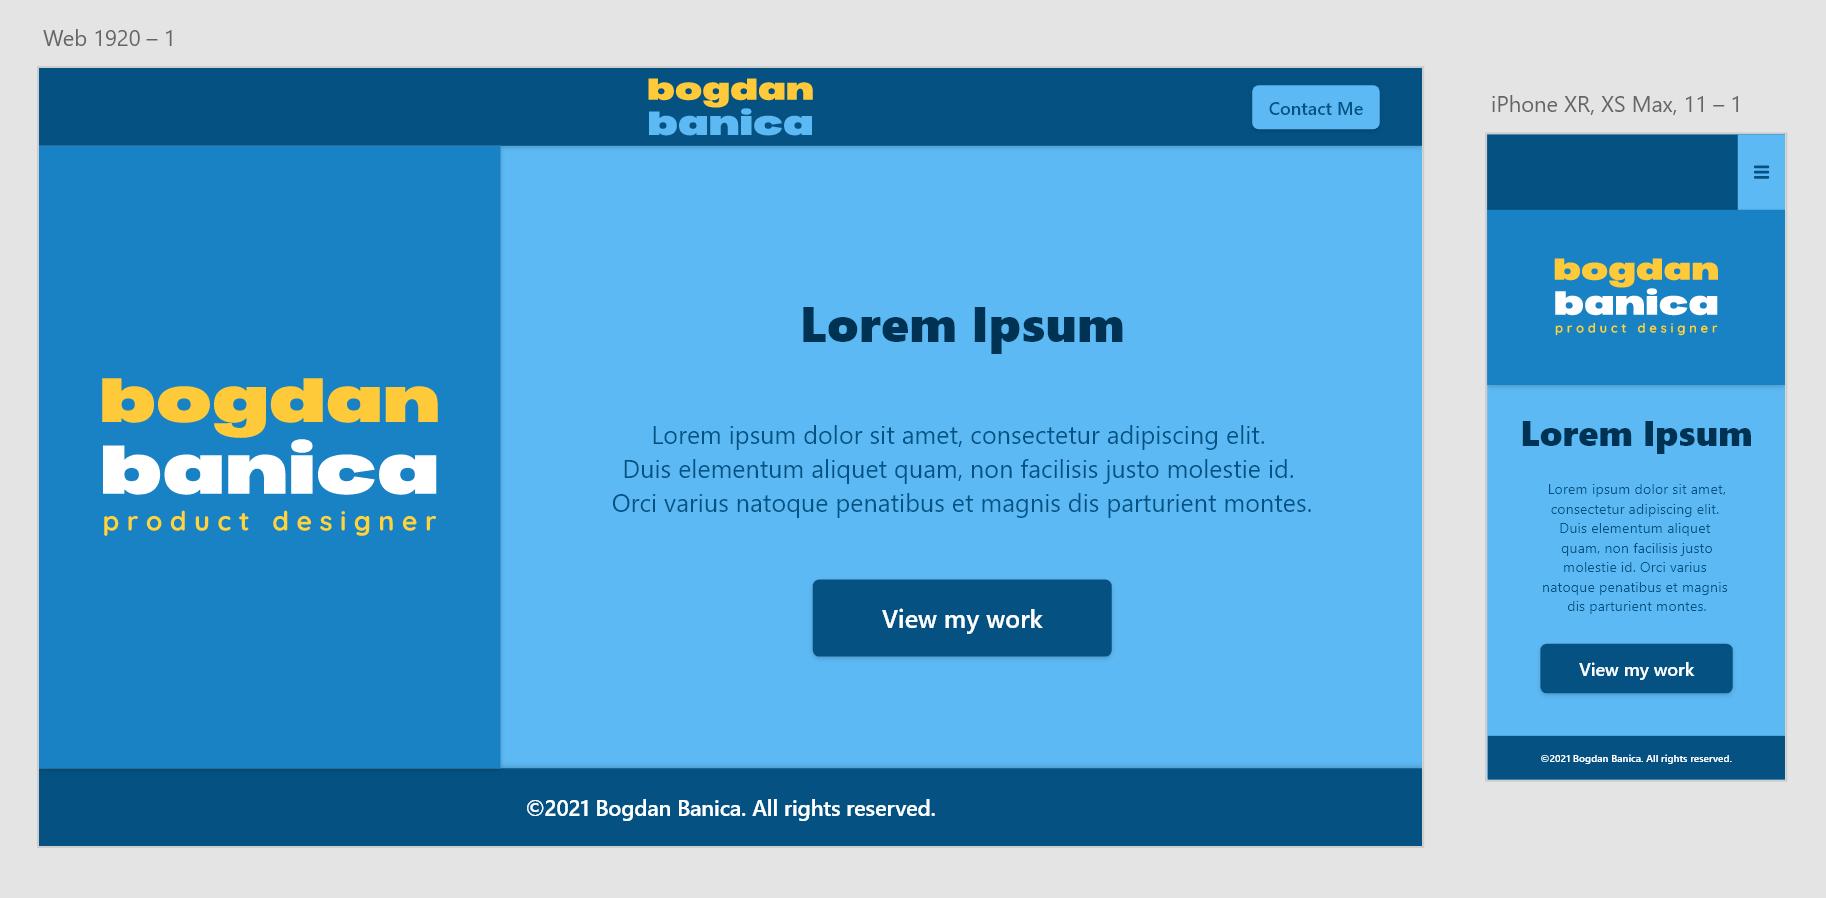 Web 1920 – 1
bogdan
banica
Contact Me
bogdan
banica
product designer
Lorem Ipsum
Lorem ipsum dolor sit amet, consectetur adipiscing elit.
Duis elementum aliquet quam, non facilisis justo molestie id.
Orci varius natoque penatibus et magnis dis parturient montes.
View my work
©2021 Bogdan Banica. All rights reserved.
iPhone XR, XS Max, 11 – 1
bogdan
banica
product designer
Lorem Ipsum
Lorem ipsum dolor sit amet,
consectetur adipiscing elit.
Duis elementum aliquet
quam, non facilisis justo
molestie id. Orci varius
natoque penatibus et magnis
dis parturient montes.
View my work
©2021 Bogdan Banica. All rights reserved.